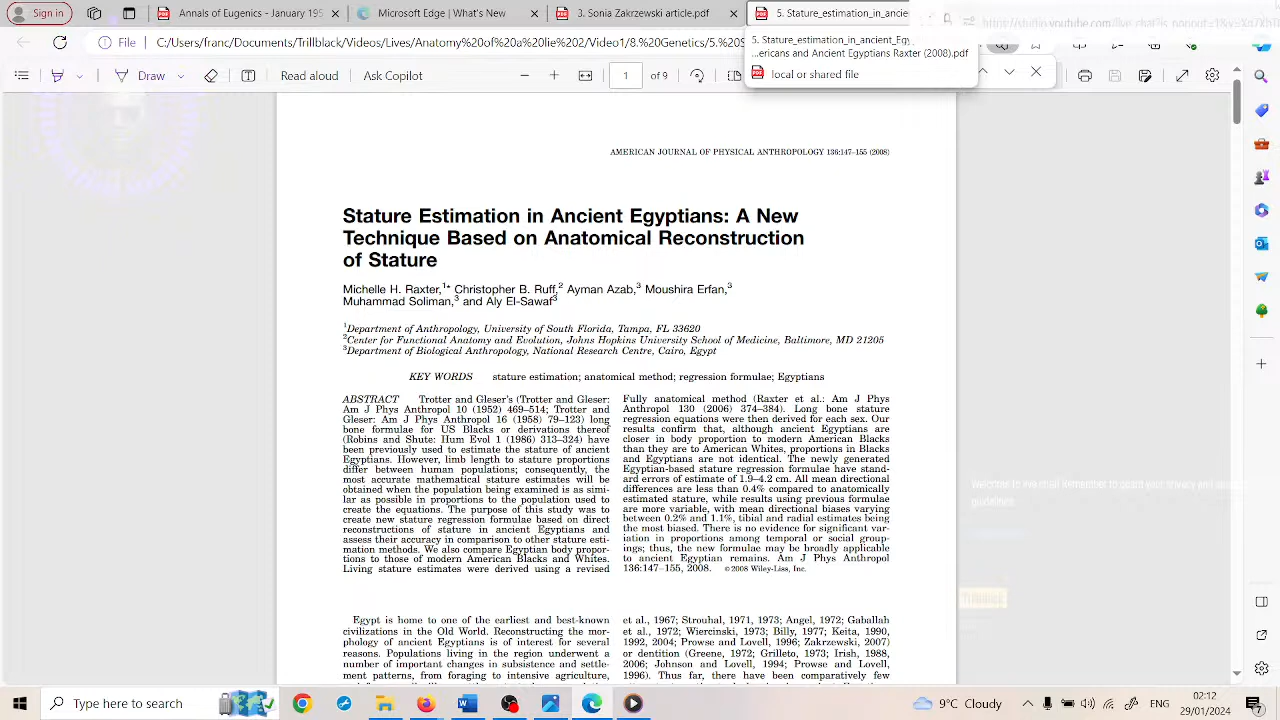 Sign in
Annals of Eugenics - January 193
Microsoft Edge | What's New
3. Sonia Zakrzewski article.pdf
5. Stature_estimation_in_ancient
File
C:/Users/franc/Documents/Trillblack/Lives/Anatomy%20of%20a%20lie%202/Video1/8.%20Genetics/5.%20S
5. Stature_estimation_in_ancient_Egy
...ericans and Ancient Egyptians Raxter (2008).pdf
local or shared file
Draw
Read aloud
Ask Copilot
1
of 9
AMERICAN JOURNAL OF PHYSICAL ANTHROPOLOGY 136:147–155 (2008)
Stature Estimation in Ancient Egyptians: A New
Technique Based on Anatomical Reconstruction
of Stature
Michelle H. Raxter,1* Christopher B. Ruff,2 Ayman Azab,3 Moushira Erfan,3
Muhammad Soliman,3 and Aly El-Sawaf3
1Department of Anthropology, University of South Florida, Tampa, FL 33620
2Center for Functional Anatomy and Evolution, Johns Hopkins University School of Medicine, Baltimore, MD 21205
3Department of Biological Anthropology, National Research Centre, Cairo, Egypt
KEY WORDS stature estimation; anatomical method; regression formulae; Egyptians
ABSTRACT Trotter and Gleser's (Trotter and Gleser:
Am J Phys Anthropol 10 (1952) 469–514; Trotter and
Gleser: Am J Phys Anthropol 16 (1958) 79–123) long
bone formulae for US Blacks or derivations thereof
(Robins and Shute: Hum Evol 1 (1986) 313–324) have
been previously used to estimate the stature of ancient
Egyptians. However, limb length to stature proportions
differ between human populations; consequently, the
most accurate mathematical stature estimates will be
obtained when the population being examined is as sim-
ilar as possible in proportions to the population used to
create the equations. The purpose of this study was to
create new stature regression formulae based on direct
reconstructions of stature in ancient Egyptians and
assess their accuracy in comparison to other stature esti-
mation methods. We also compare Egyptian body propor-
tions to those of modern American Blacks and Whites.
Living stature estimates were derived using a revised
Fully anatomical method (Raxter et al.: Am J Phys
Anthropol 130 (2006) 374–384). Long bone stature
regression equations were then derived for each sex. Our
results confirm that, although ancient Egyptians are
closer in body proportion to modern American Blacks
than they are to American Whites, proportions in Blacks
and Egyptians are not identical. The newly generated
Egyptian-based stature regression formulae have stand-
ard errors of estimate of 1.9–4.2 cm. All mean directional
differences are less than 0.4% compared to anatomically
estimated stature, while results using previous formulae
are more variable, with mean directional biases varying
between 0.2% and 1.1%, tibial and radial estimates being
the most biased. There is no evidence for significant var-
iation in proportions among temporal or social group-
ings; thus, the new formulae may be broadly applicable
to ancient Egyptian remains. Am J Phys Anthropol
136:147–155, 2008. ©2008 Wiley-Liss, Inc.
Egypt is home to one of the earliest and best-known
civilizations in the Old World. Reconstructing the mor-
phology of ancient Egyptians is of interest for several
reasons. Populations living in the region underwent a
number of important changes in subsistence and settle-
ment patterns, from foraging to intensive agriculture,
et al., 1967; Strouhal, 1971, 1973; Angel, 1972; Gaballah
et al., 1972; Wiercinski, 1973; Billy, 1977; Keita, 1990,
1992, 2004; Prowse and Lovell, 1996; Zakrzewski, 2007)
or dentition (Greene, 1972; Grilleto, 1973; Irish, 1988,
2006; Johnson and Lovell, 1994; Prowse and Lovell,
1996). Thus far, there have been comparatively few
Type here to search
9°C Cloudy
ENG
02:12
29/01/2024
7